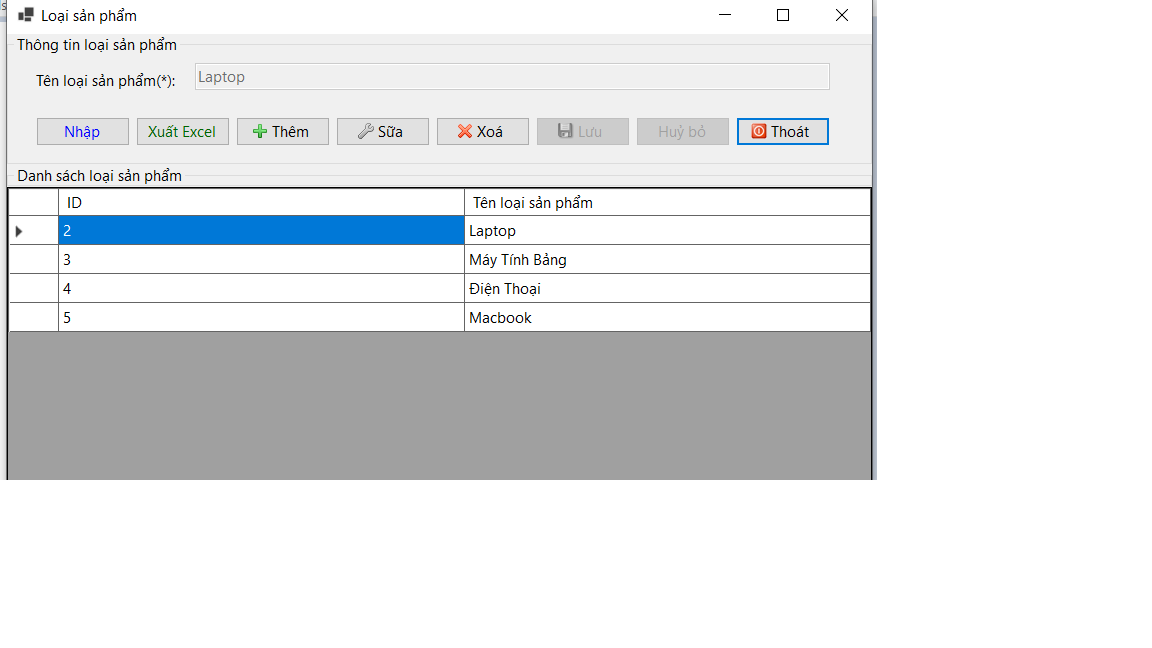 Loại sản phẩm
Thông tin loại sản phẩm
Tên loại sản phẩm(*): Laptop
Nhập Xuất Excel Thêm Sữa Xoá Lưu Huỷ bỏ Thoát
Danh sách loại sản phẩm
ID Tên loại sản phẩm
2 Laptop
3 Máy Tính Bảng
4 Điện Thoại
5 Macbook